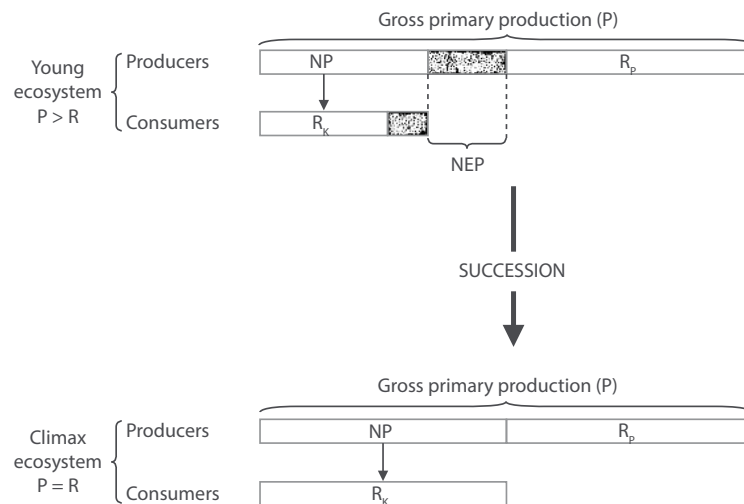 Gross primary production (P)
Young
ecosystem
P > R
Producers
NP
Rₚ
Consumers
Rₖ
NEP
SUCCESSION
Gross primary production (P)
Climax
ecosystem
P = R
Producers
NP
Rₚ
Consumers
Rₖ